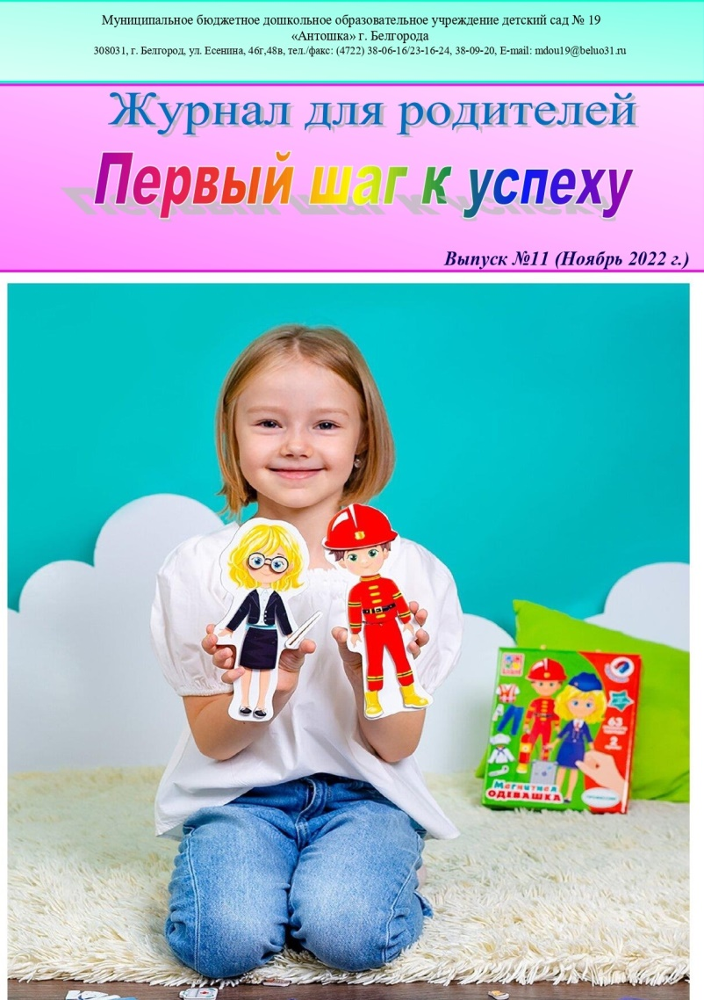 Муниципальное бюджетное дошкольное образовательное учреждение детский сад № 19
«Антошка» г. Белгорода
308031, г. Белгород, ул. Есенина, 46г,48в, тел./факс: (4722) 38-06-16/23-16-24, 38-09-20, E-mail: mdou19@beluo31.ru
Журнал для родителей
Первый шаг к успеху
Выпуск №11 (Ноябрь 2022 г.)
63
2
Магнитная
ОДЕВАШКА